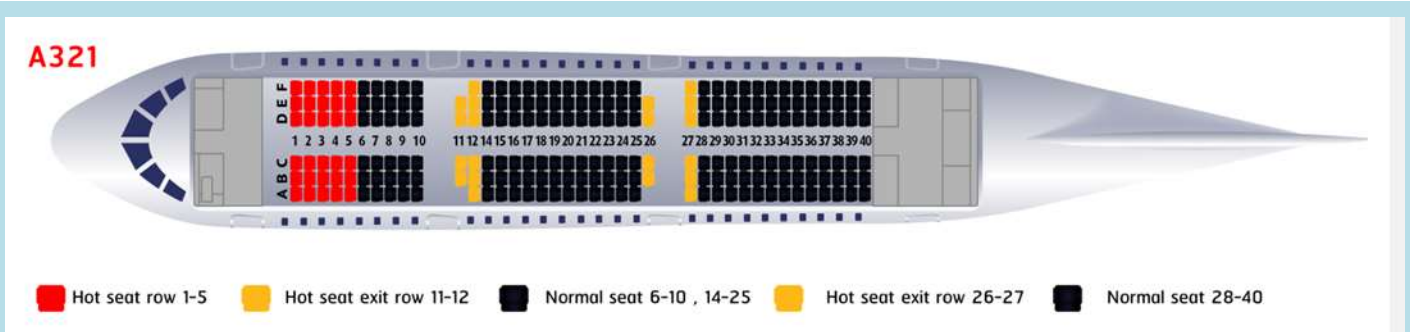 A321
D E F
1 2 3 4 5 6 7 8 9 10 11 12 14 15 16 17 18 19 20 21 22 23 24 25 26 27 28 29 30 31 32 33 34 35 36 37 38 39 40
A B C
Hot seat row 1-5 Hot seat exit row 11-12 Normal seat 6-10 , 14-25 Hot seat exit row 26-27 Normal seat 28-40